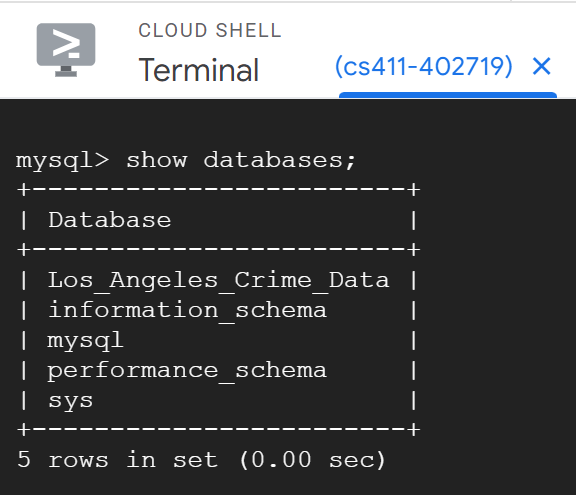 CLOUD SHELL
Terminal
(cs411-402719)
mysql> show databases;
+------------------------+
| Database               |
+------------------------+
| Los_Angeles_Crime_Data |
| information_schema     |
| mysql                  |
| performance_schema     |
| sys                    |
+------------------------+
5 rows in set (0.00 sec)